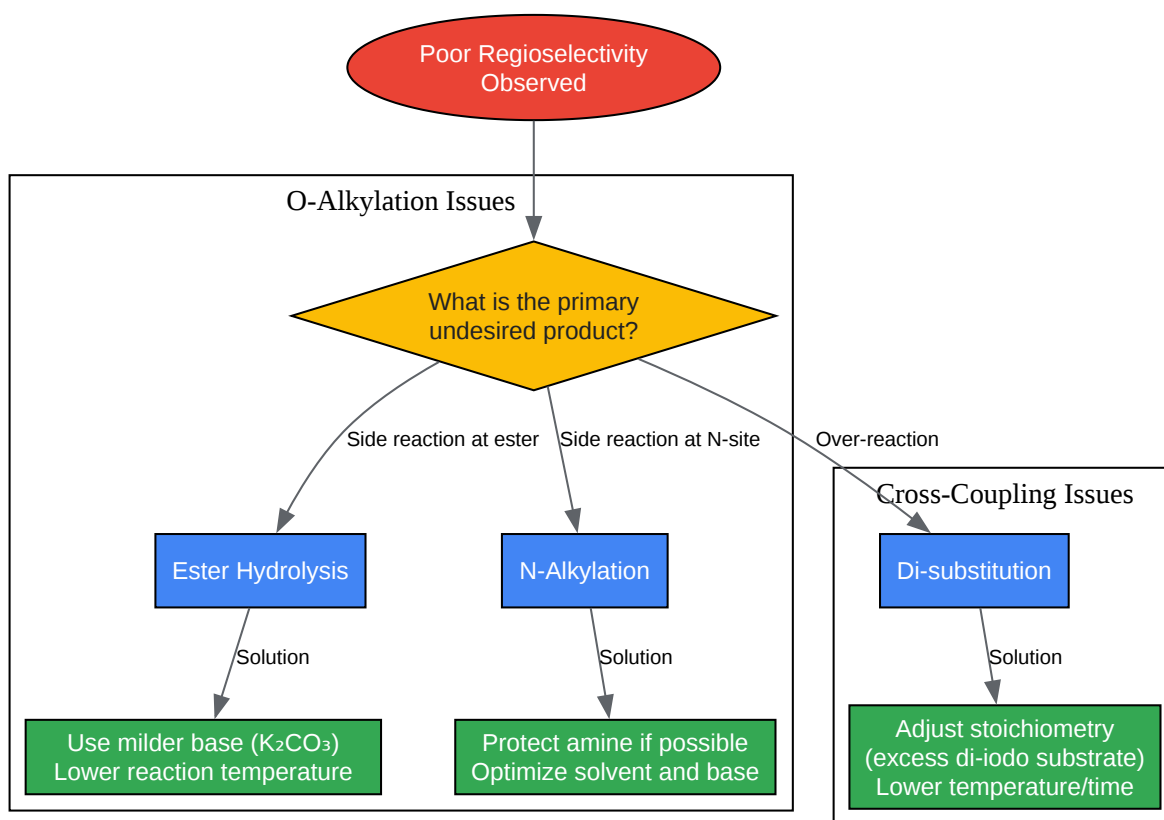 Poor Regioselectivity
Observed
O-Alkylation Issues
What is the primary
undesired product?
Side reaction at ester
Side reaction at N-site
Over-reaction
Cross-Coupling Issues
Ester Hydrolysis
N-Alkylation
Di-substitution
Solution
Solution
Solution
Use milder base (K₂CO₃)
Lower reaction temperature
Protect amine if possible
Optimize solvent and base
Adjust stoichiometry
(excess di-iodo substrate)
Lower temperature/time